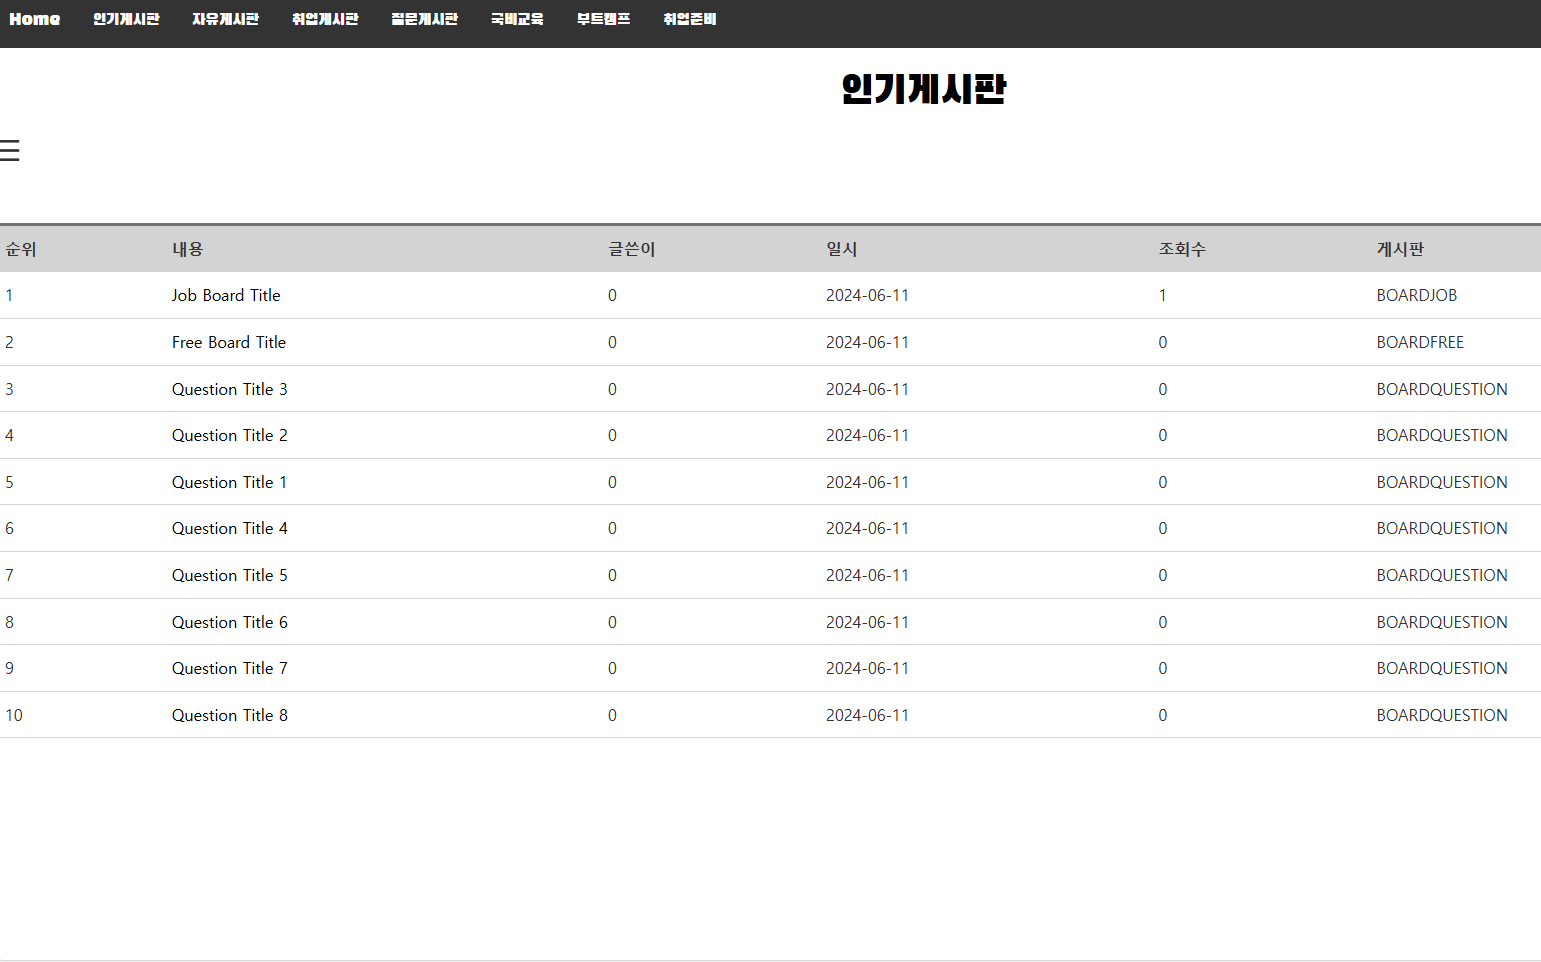 Home 인기게시판 자유게시판 취업게시판 질문게시판 국비교육 부트캠프 취업준비
인기게시판
순위 내용 글쓴이 일시 조회수 게시판
1 Job Board Title 0 2024-06-11 1 BOARDJOB
2 Free Board Title 0 2024-06-11 0 BOARDFREE
3 Question Title 3 0 2024-06-11 0 BOARDQUESTION
4 Question Title 2 0 2024-06-11 0 BOARDQUESTION
5 Question Title 1 0 2024-06-11 0 BOARDQUESTION
6 Question Title 4 0 2024-06-11 0 BOARDQUESTION
7 Question Title 5 0 2024-06-11 0 BOARDQUESTION
8 Question Title 6 0 2024-06-11 0 BOARDQUESTION
9 Question Title 7 0 2024-06-11 0 BOARDQUESTION
10 Question Title 8 0 2024-06-11 0 BOARDQUESTION